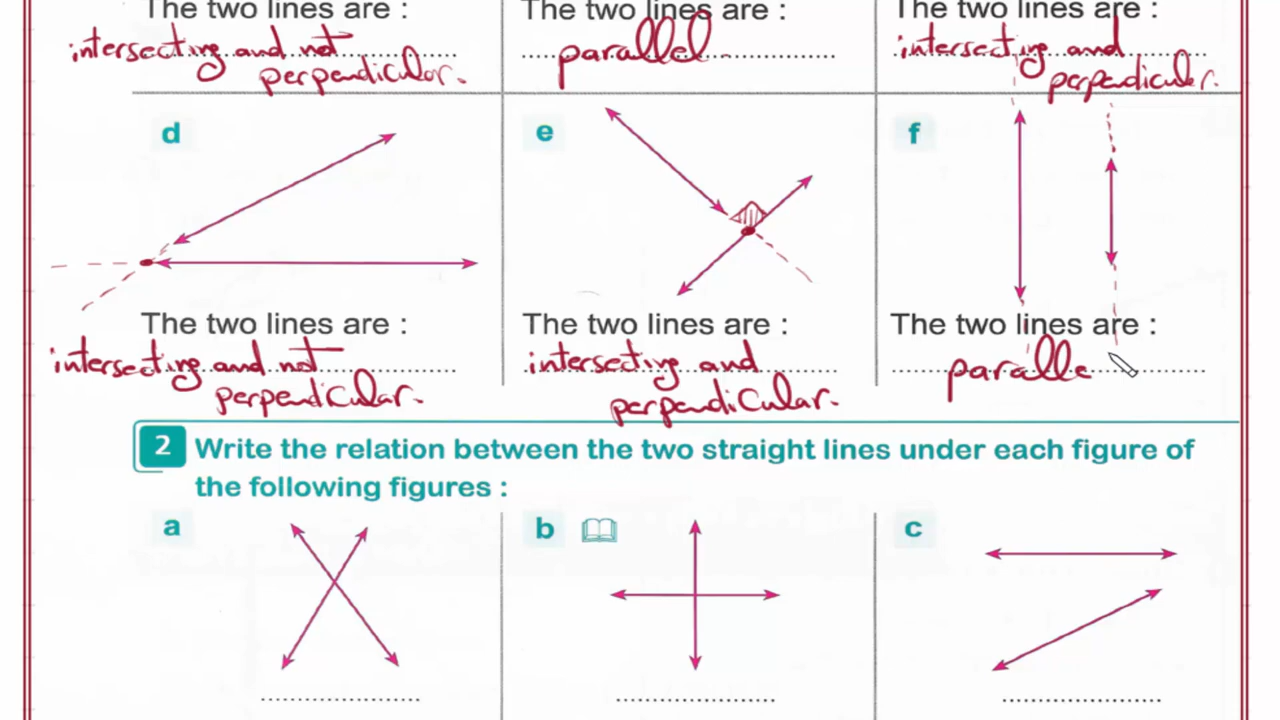 The two lines are :
The two lines are :
The two lines are :
intersecting and not
perpendicular.
parallel
intersecting and
perpendicular.
d
e
f
The two lines are :
The two lines are :
The two lines are :
intersecting and not
perpendicular.
intersecting and
perpendicular.
paralle
2 Write the relation between the two straight lines under each figure of
the following figures :
a
b
c